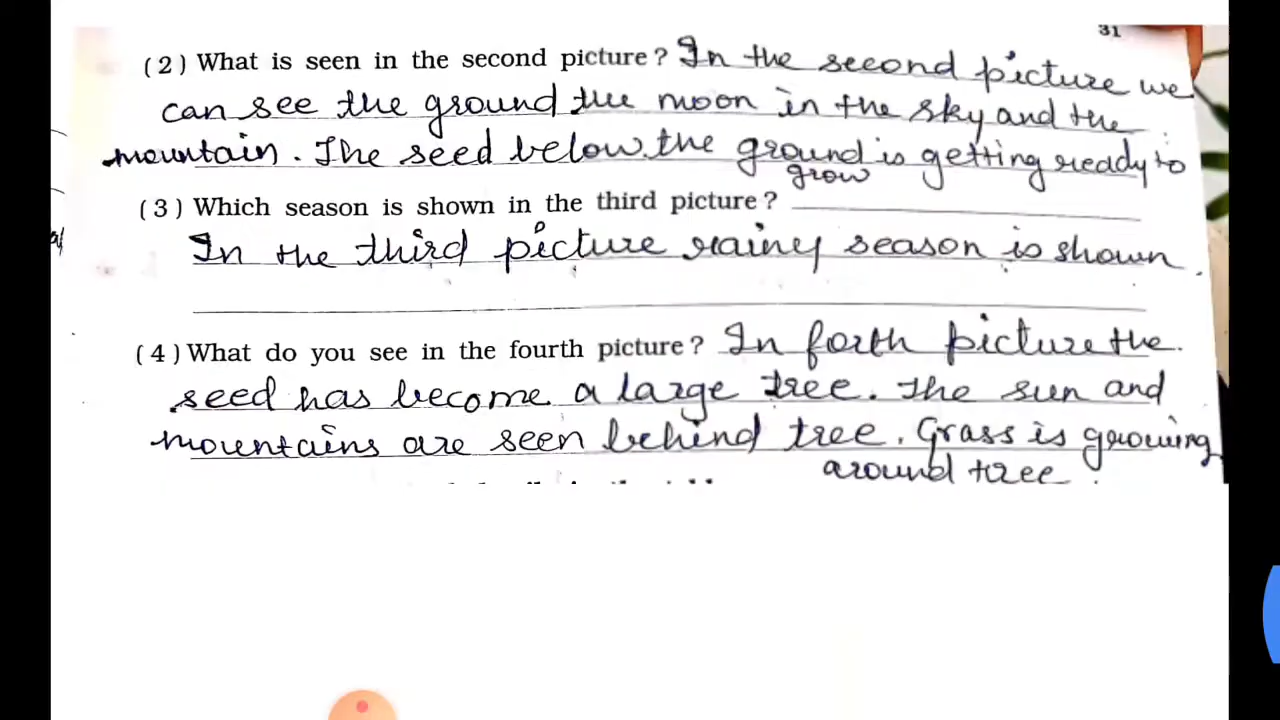 31
(2) What is seen in the second picture? In the second picture we
can see the ground the moon in the sky and the
mountain. The seed below the ground is getting ready to
grow
(3) Which season is shown in the third picture?
In the third picture rainy season is shown.
(4) What do you see in the fourth picture? In forth picture the
seed has become a large tree. The sun and
mountains are seen behind tree. Grass is growing
around tree.